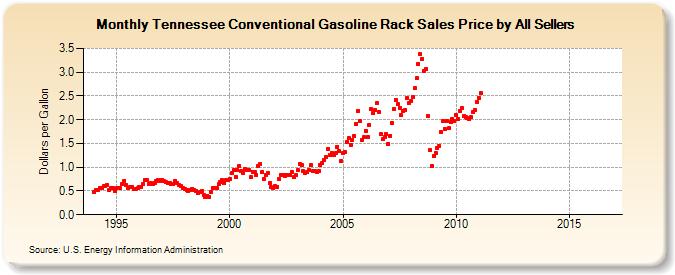 Monthly Tennessee Conventional Gasoline Rack Sales Price by All Sellers
Dollars per Gallon
3.5
3.0
2.5
2.0
1.5
1.0
0.5
0.0
1995 2000 2005 2010 2015
Source: U.S. Energy Information Administration